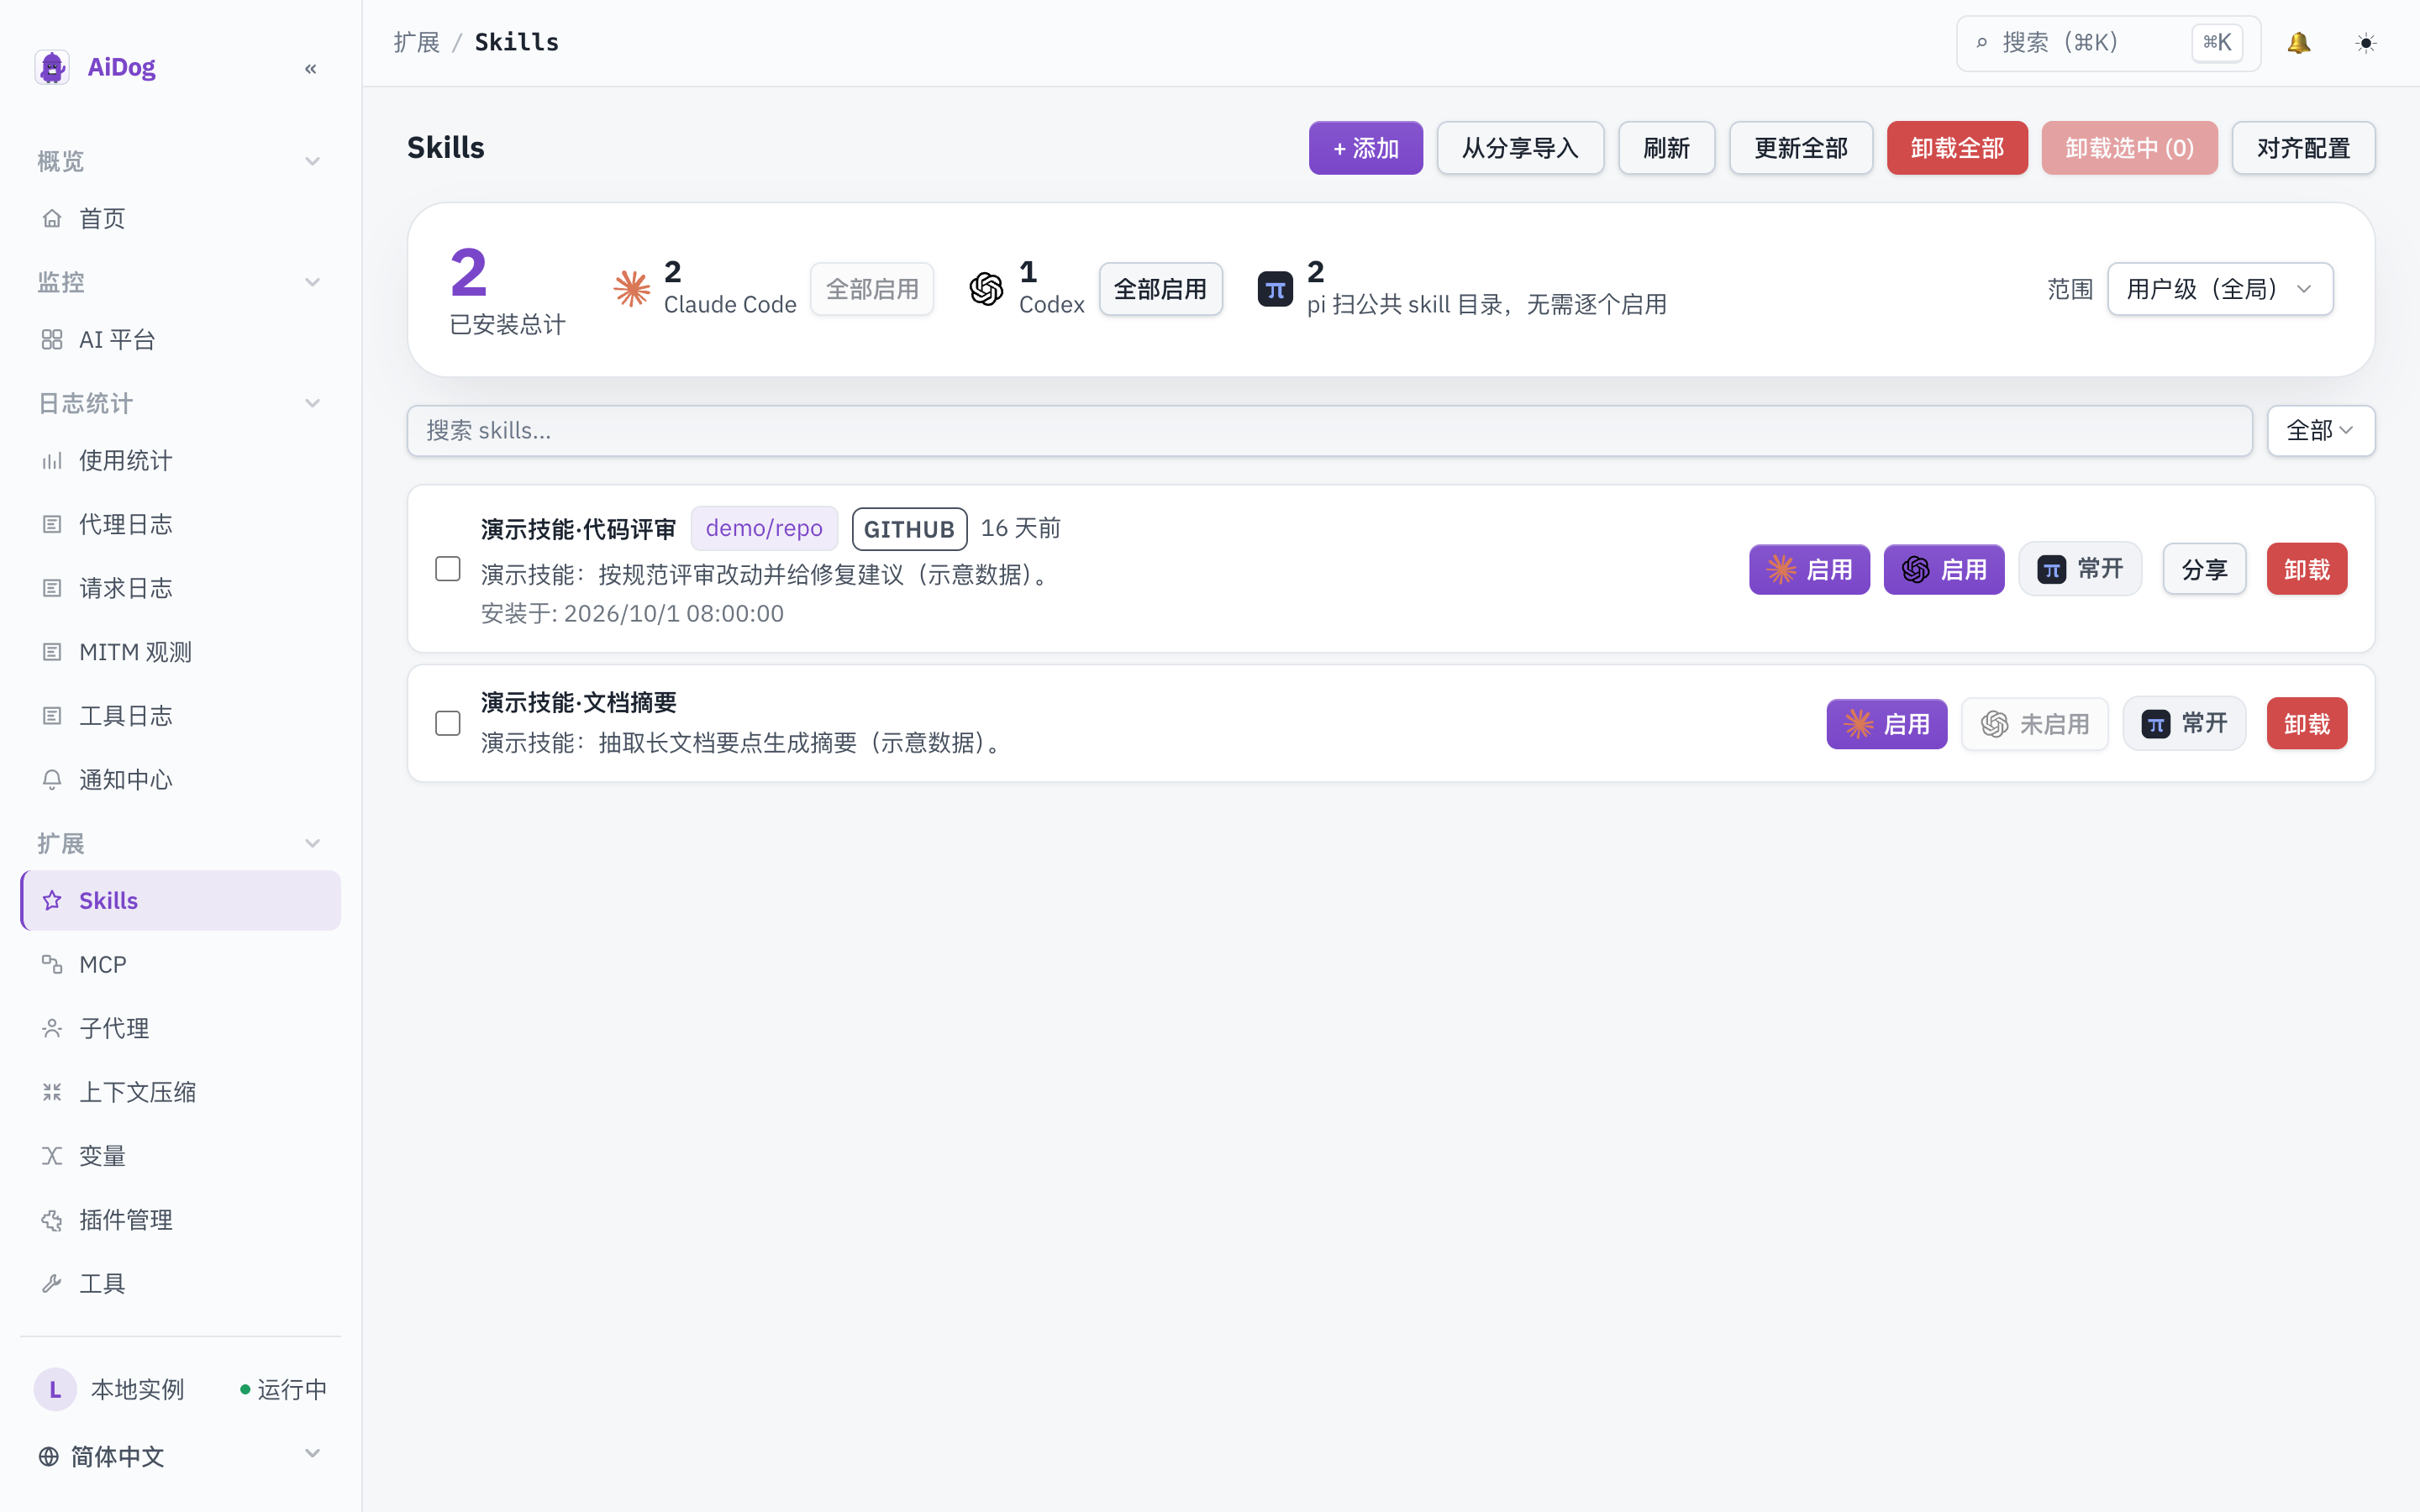 AiDog
«
概览
首页
监控
AI 平台
日志统计
使用统计
代理日志
请求日志
MITM 观测
工具日志
通知中心
扩展
Skills
MCP
子代理
上下文压缩
变量
插件管理
工具
L 本地实例 运行中
简体中文
扩展 / Skills
搜索（⌘K） ⌘K
Skills
+ 添加 从分享导入 刷新 更新全部 卸载全部 卸载选中 (0) 对齐配置
2
已安装总计
2
Claude Code
全部启用
1
Codex
全部启用
π
2
pi 扫公共 skill 目录，无需逐个启用
范围 用户级（全局）
搜索 skills...
全部
演示技能·代码评审 demo/repo GITHUB 16 天前
演示技能：按规范评审改动并给修复建议（示意数据）。
安装于: 2026/10/1 08:00:00
启用 启用 π 常开 分享 卸载
演示技能·文档摘要
演示技能：抽取长文档要点生成摘要（示意数据）。
启用 未启用 π 常开 卸载